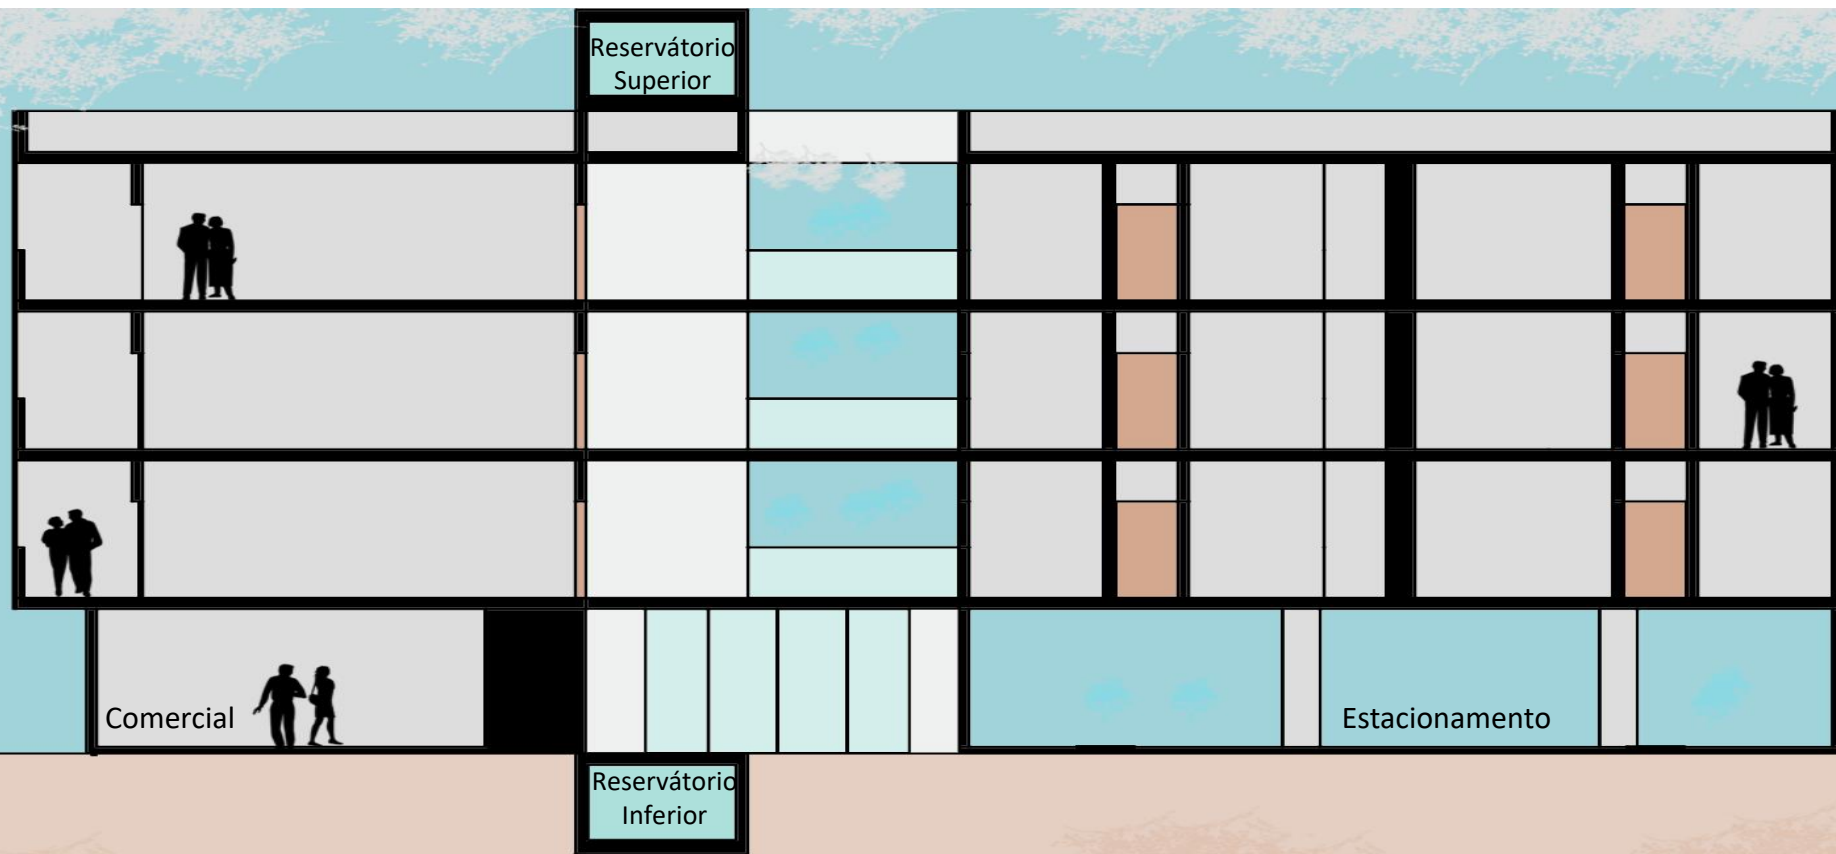 Reservátorio
Superior
Comercial
Estacionamento
Reservátorio
Inferior